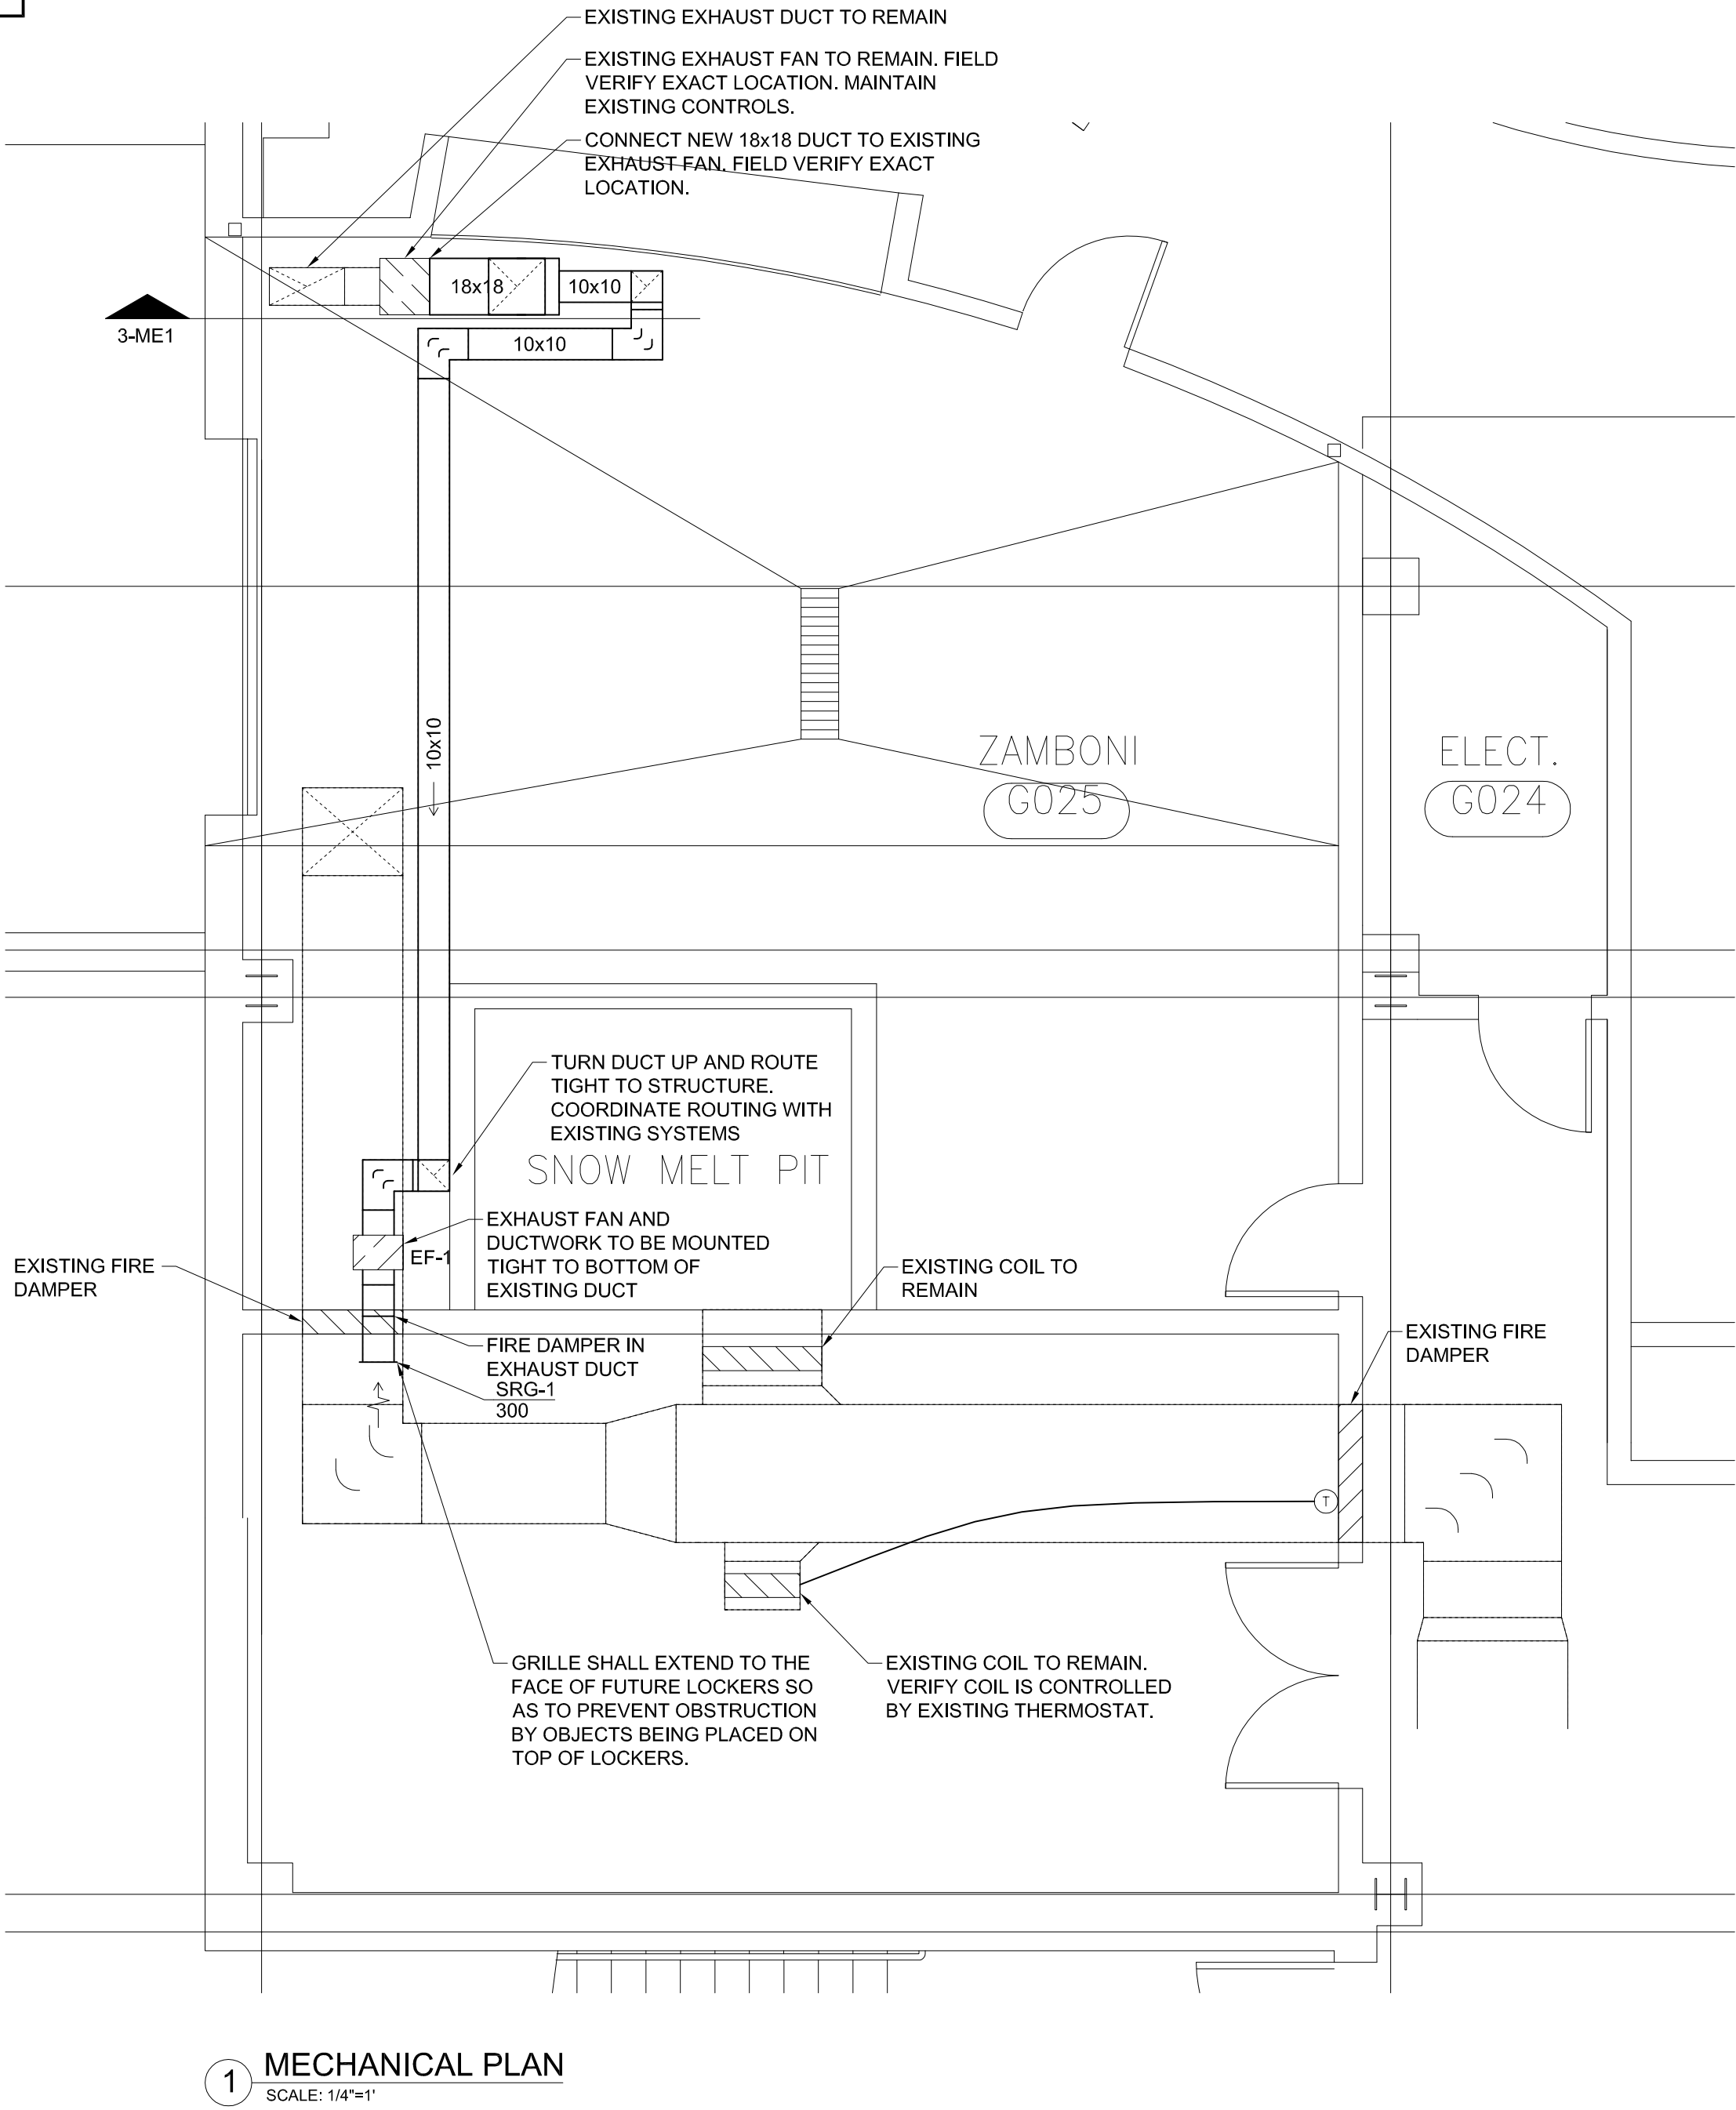 EXISTING EXHAUST DUCT TO REMAIN
EXISTING EXHAUST FAN TO REMAIN. FIELD
VERIFY EXACT LOCATION. MAINTAIN
EXISTING CONTROLS.
CONNECT NEW 18x18 DUCT TO EXISTING
EXHAUST FAN. FIELD VERIFY EXACT
LOCATION.
18x18
10x10
3-ME1
10x10
10x10
ZAMBONI
G025
ELECT.
G024
TURN DUCT UP AND ROUTE
TIGHT TO STRUCTURE.
COORDINATE ROUTING WITH
EXISTING SYSTEMS
SNOW MELT PIT
EXHAUST FAN AND
DUCTWORK TO BE MOUNTED
TIGHT TO BOTTOM OF
EXISTING DUCT
EF-1
EXISTING FIRE
DAMPER
EXISTING COIL TO
REMAIN
FIRE DAMPER IN
EXHAUST DUCT
SRG-1
300
EXISTING FIRE
DAMPER
T
GRILLE SHALL EXTEND TO THE
FACE OF FUTURE LOCKERS SO
AS TO PREVENT OBSTRUCTION
BY OBJECTS BEING PLACED ON
TOP OF LOCKERS.
EXISTING COIL TO REMAIN.
VERIFY COIL IS CONTROLLED
BY EXISTING THERMOSTAT.
1
MECHANICAL PLAN
SCALE: 1/4"=1'